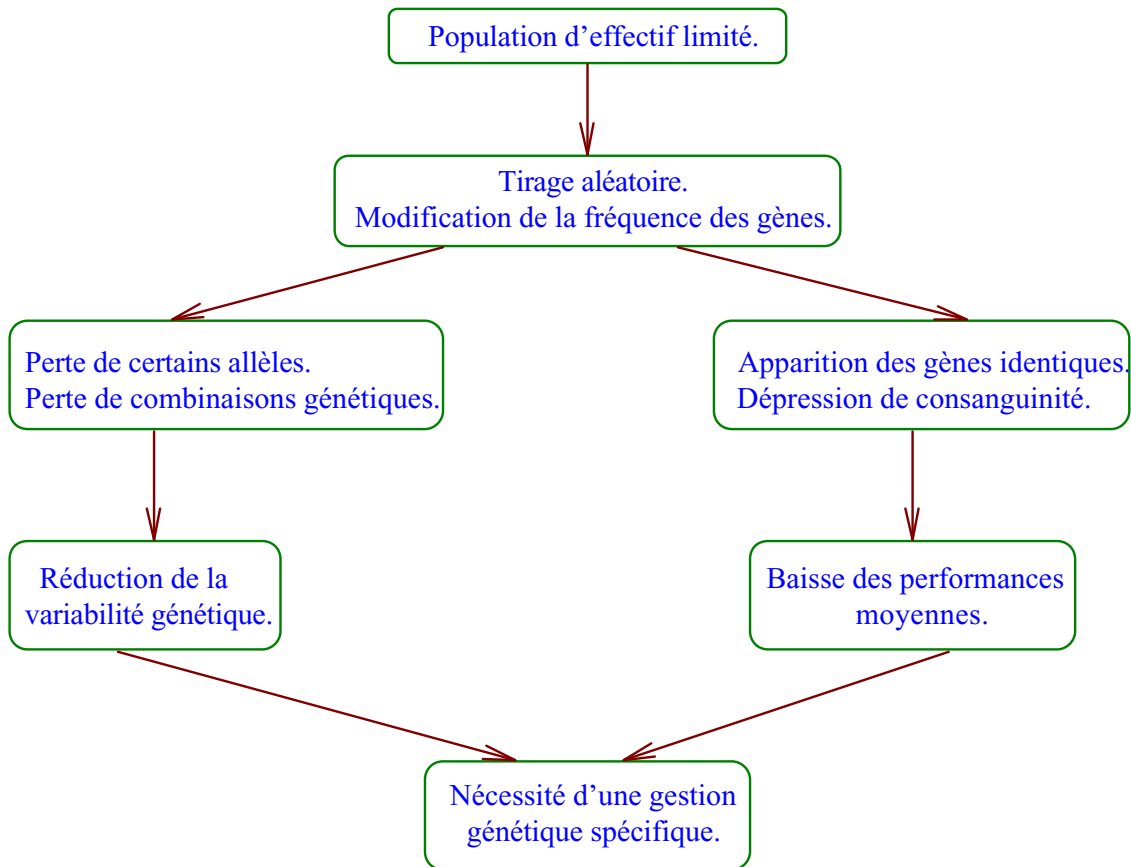 Population d’effectif limité.
Tirage aléatoire.
Modification de la fréquence des gènes.
Perte de certains allèles.
Perte de combinaisons génétiques.
Apparition des gènes identiques.
Dépression de consanguinité.
Réduction de la
variabilité génétique.
Baisse des performances
moyennes.
Nécessité d’une gestion
génétique spécifique.